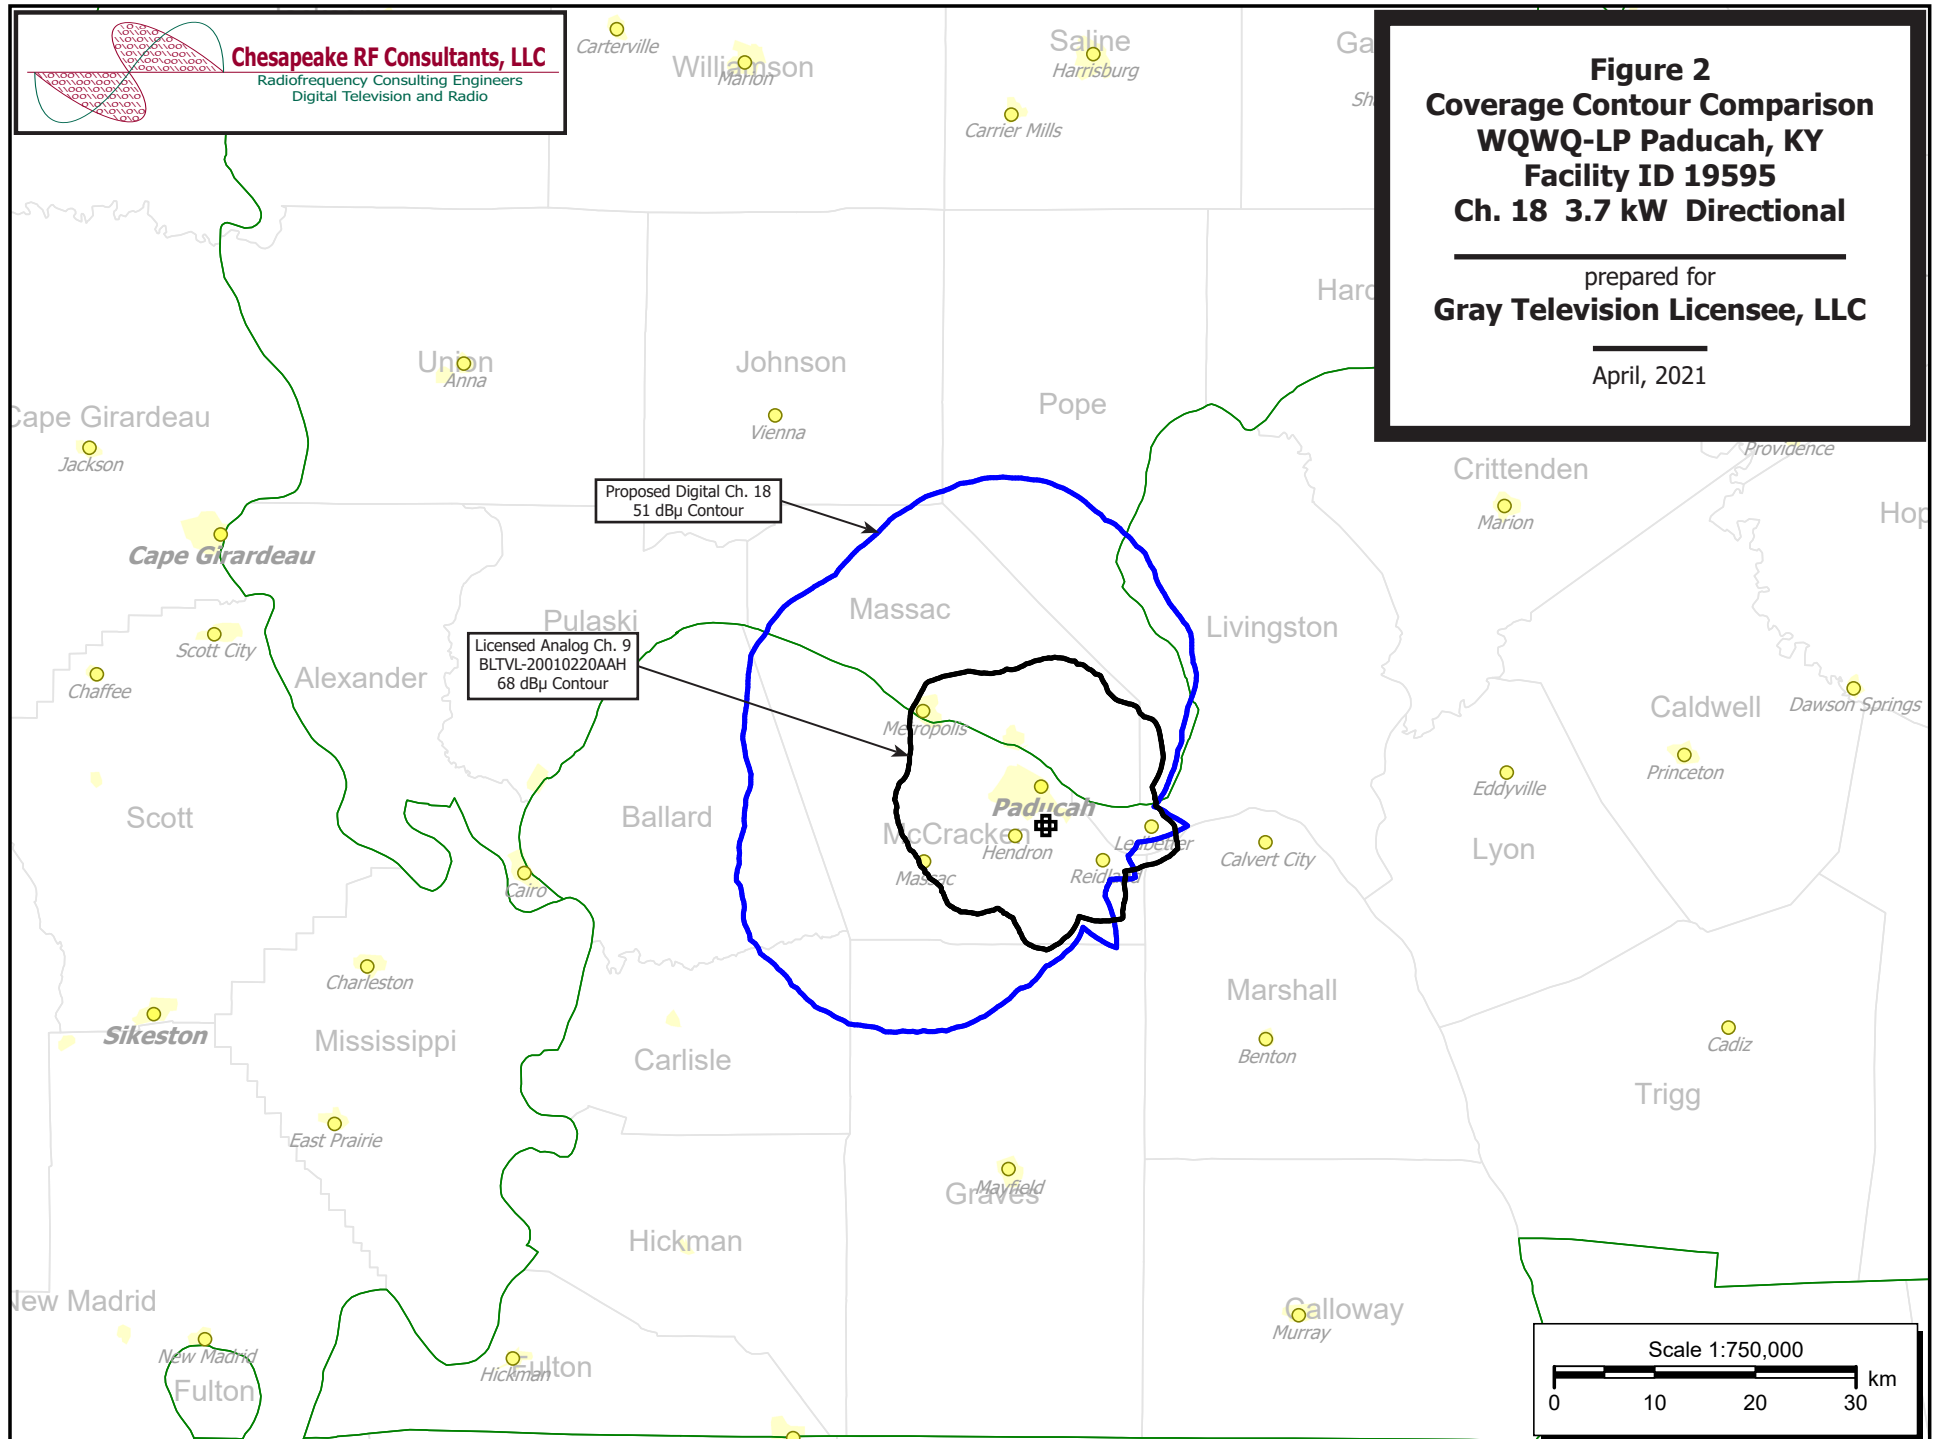 Chesapeake RF Consultants, LLC
Radiofrequency Consulting Engineers
Digital Television and Radio
Figure 2
Coverage Contour Comparison
WQWQ-LP Paducah, KY
Facility ID 19595
Ch. 18 3.7 kW Directional
prepared for
Gray Television Licensee, LLC
April, 2021
Carterville
Williamson
Marion
Saline
Harrisburg
Carrier Mills
Ga
Sh
Hard
Union
Anna
Johnson
Vienna
Pope
Cape Girardeau
Jackson
Providence
Crittenden
Marion
Hop
Proposed Digital Ch. 18
51 dBµ Contour
Cape Girardeau
Massac
Pulaski
Livingston
Scott City
Licensed Analog Ch. 9
BLTVL-20010220AAH
68 dBµ Contour
Alexander
Chaffee
Metropolis
Caldwell
Dawson Springs
Princeton
Eddyville
Scott
Ballard
Paducah
McCracken
Hendron
Ledbetter
Calvert City
Lyon
Massac
Reidland
Cairo
Charleston
Marshall
Sikeston
Mississippi
Carlisle
Benton
Cadiz
Trigg
East Prairie
Mayfield
Graves
Hickman
New Madrid
Calloway
Murray
New Madrid
Fulton
Hickman
Fulton
Scale 1:750,000
km
0 10 20 30